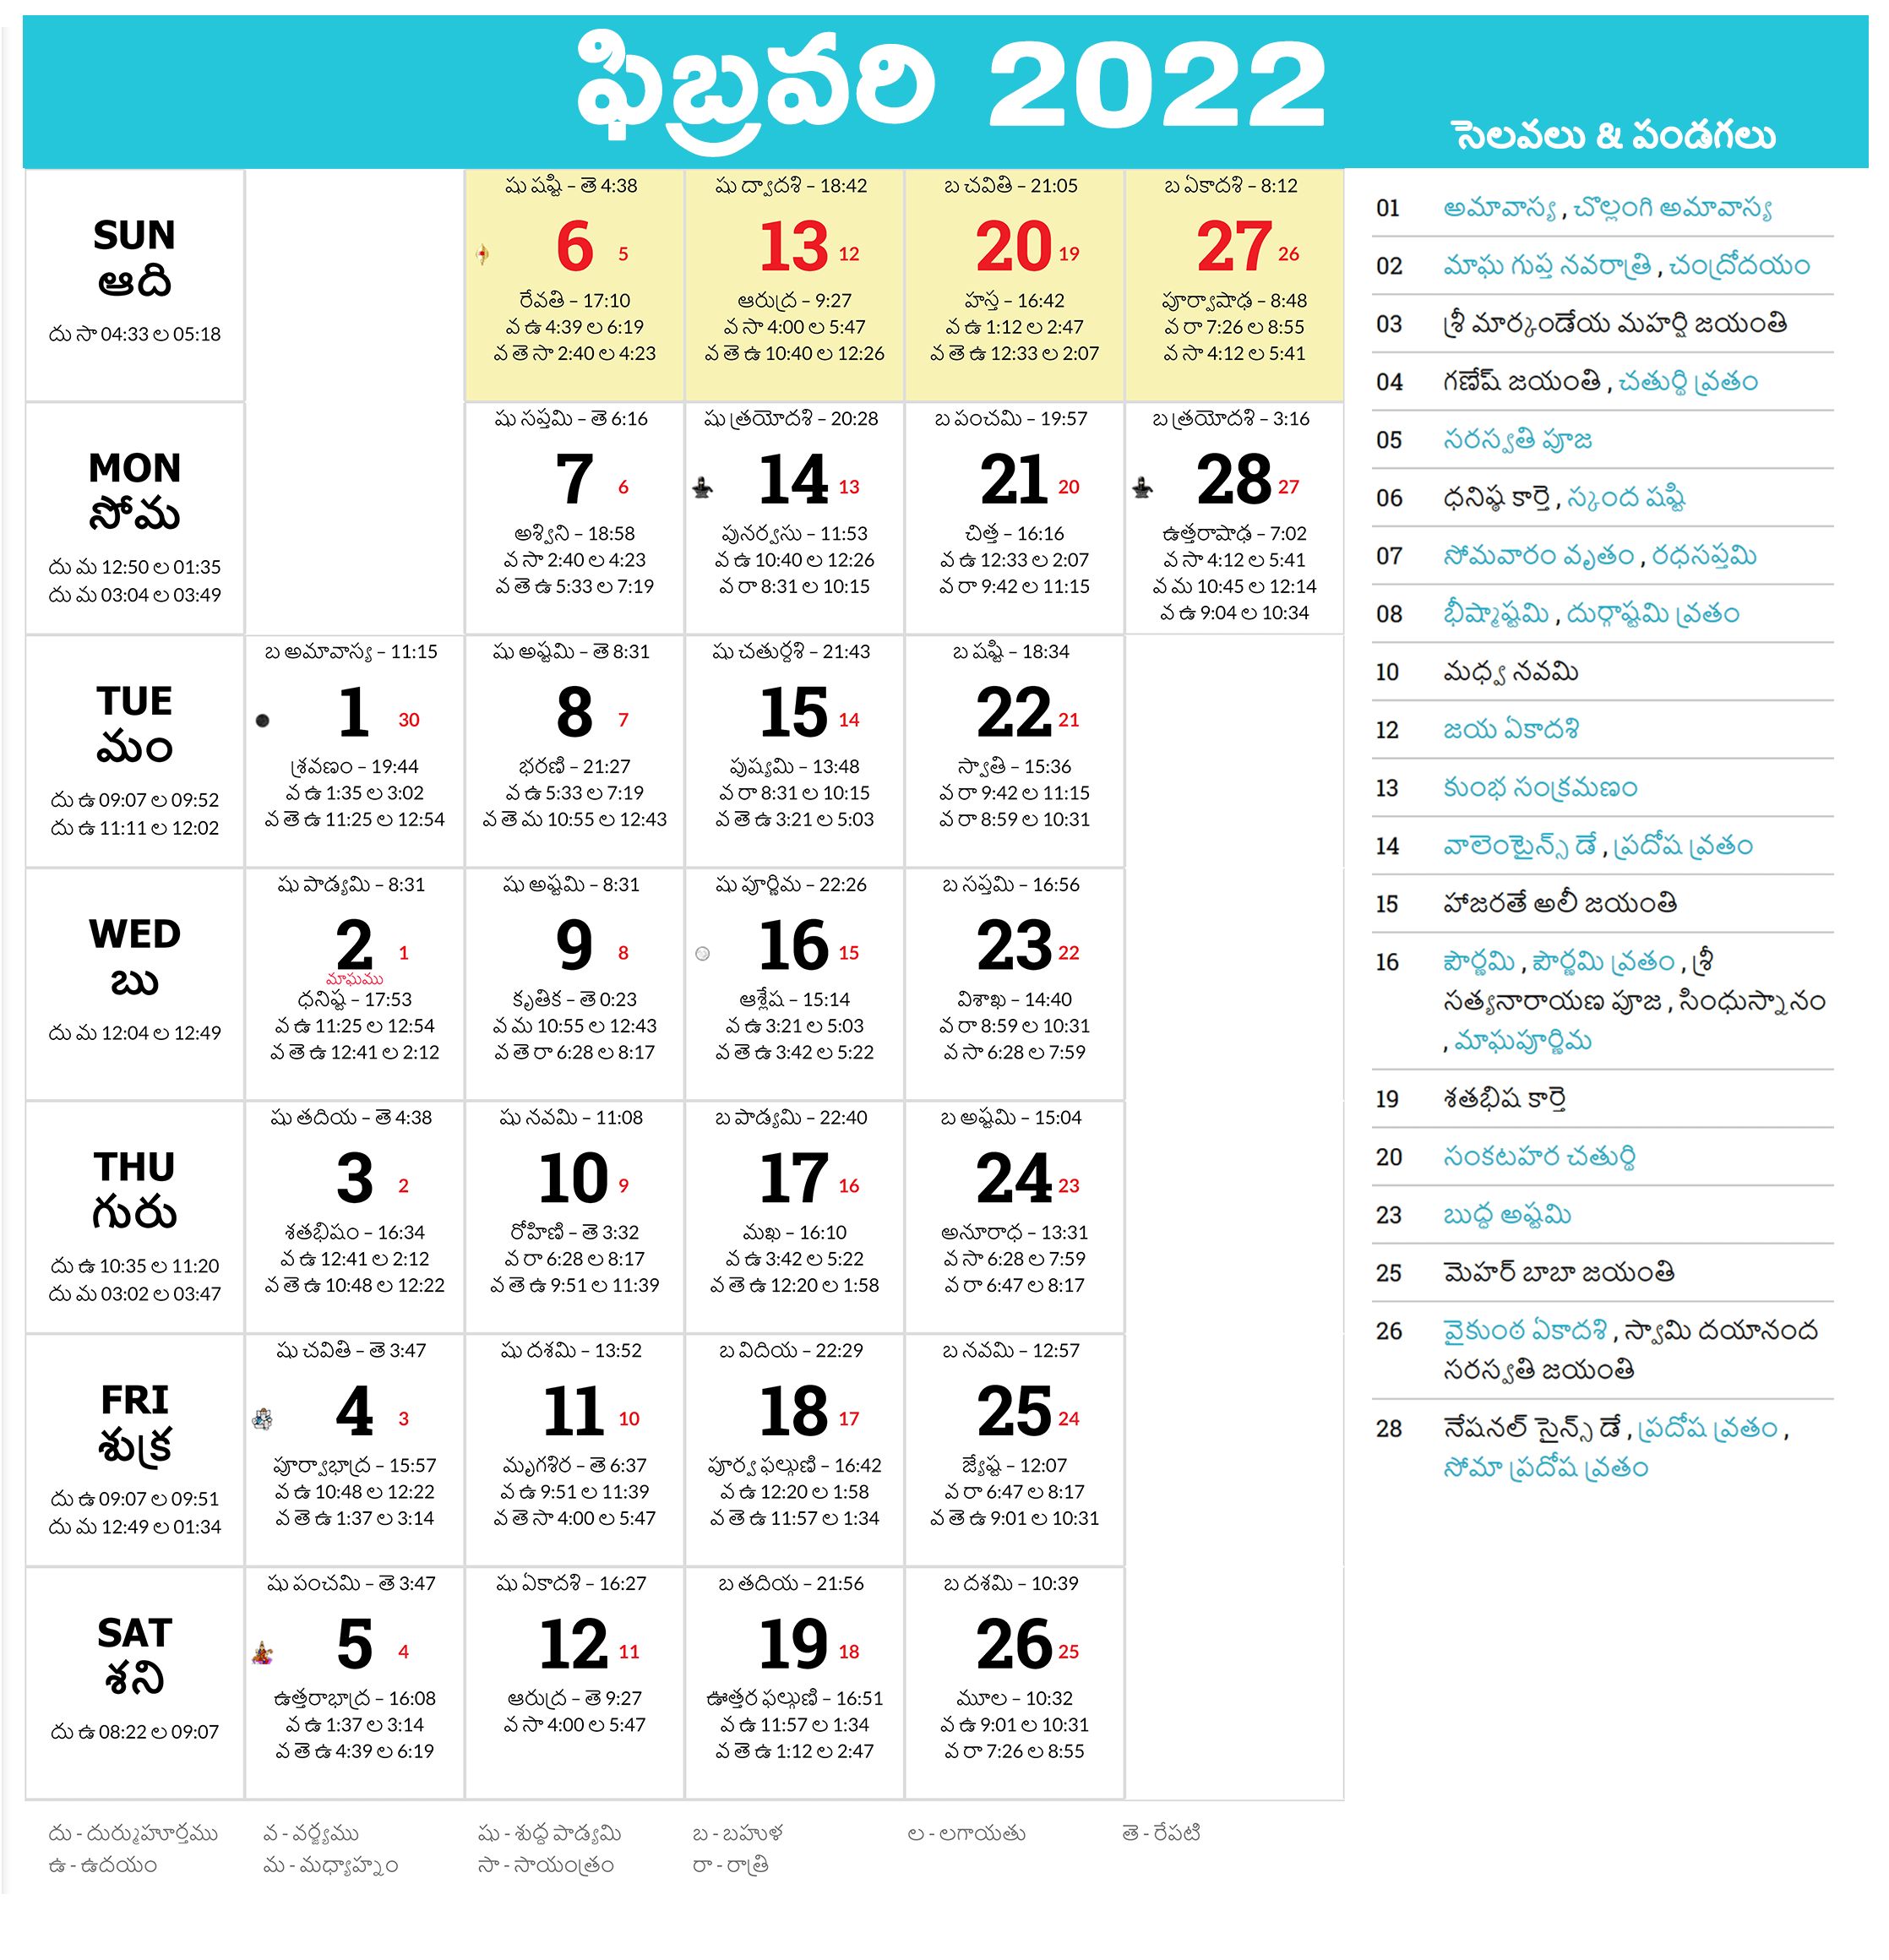 ఫిబ్రవరి 2022
సెలవలు & పండగలు
SUN
ఆది
దు సా 04:33 ల 05:18
షు షష్టి – తె 4:38
6 5
రేవతి – 17:10
వ ఉ 4:39 ల 6:19
వ తె సా 2:40 ల 4:23
షు ద్వాదశి – 18:42
13 12
ఆరుద్ర – 9:27
వ సా 4:00 ల 5:47
వ తె ఉ 10:40 ల 12:26
బ చవితి – 21:05
20 19
హస్త – 16:42
వ ఉ 1:12 ల 2:47
వ తె ఉ 12:33 ల 2:07
బ ఏకాదశి – 8:12
27 26
పూర్వాషాఢ – 8:48
వ రా 7:26 ల 8:55
వ సా 4:12 ల 5:41
MON
సోమ
దు మ 12:50 ల 01:35
దు మ 03:04 ల 03:49
షు సప్తమి – తె 6:16
7 6
అశ్విని – 18:58
వ సా 2:40 ల 4:23
వ తె ఉ 5:33 ల 7:19
షు త్రయోదశి – 20:28
14 13
పునర్వసు – 11:53
వ ఉ 10:40 ల 12:26
వ రా 8:31 ల 10:15
బ పంచమి – 19:57
21 20
చిత్త – 16:16
వ ఉ 12:33 ల 2:07
వ రా 9:42 ల 11:15
బ త్రయోదశి – 3:16
28 27
ఉత్తరాషాఢ – 7:02
వ సా 4:12 ల 5:41
వ మ 10:45 ల 12:14
వ ఉ 9:04 ల 10:34
TUE
మం
దు ఉ 09:07 ల 09:52
దు ఉ 11:11 ల 12:02
బ అమావాస్య – 11:15
1 30
శ్రవణం – 19:44
వ ఉ 1:35 ల 3:02
వ తె ఉ 11:25 ల 12:54
షు అష్టమి – తె 8:31
8 7
భరణి – 21:27
వ ఉ 5:33 ల 7:19
వ తె మ 10:55 ల 12:43
షు చతుర్దశి – 21:43
15 14
పుష్యమి – 13:48
వ రా 8:31 ల 10:15
వ తె ఉ 3:21 ల 5:03
బ షష్టి – 18:34
22 21
స్వాతి – 15:36
వ రా 9:42 ల 11:15
వ రా 8:59 ల 10:31
WED
బు
దు మ 12:04 ల 12:49
షు పాడ్యమి – 8:31
2 1
మాఘము
ధనిష్ట – 17:53
వ ఉ 11:25 ల 12:54
వ తె ఉ 12:41 ల 2:12
షు అష్టమి – 8:31
9 8
కృతిక – తె 0:23
వ మ 10:55 ల 12:43
వ తె రా 6:28 ల 8:17
షు పూర్ణిమ – 22:26
16 15
ఆశ్లేష – 15:14
వ ఉ 3:21 ల 5:03
వ తె ఉ 3:42 ల 5:22
బ సప్తమి – 16:56
23 22
విశాఖ – 14:40
వ రా 8:59 ల 10:31
వ సా 6:28 ల 7:59
THU
గురు
దు ఉ 10:35 ల 11:20
దు మ 03:02 ల 03:47
షు తదియ – తె 4:38
3 2
శతభిషం – 16:34
వ ఉ 12:41 ల 2:12
వ తె ఉ 10:48 ల 12:22
షు నవమి – 11:08
10 9
రోహిణి – తె 3:32
వ రా 6:28 ల 8:17
వ తె ఉ 9:51 ల 11:39
బ పాడ్యమి – 22:40
17 16
మఖ – 16:10
వ ఉ 3:42 ల 5:22
వ తె ఉ 12:20 ల 1:58
బ అష్టమి – 15:04
24 23
అనూరాధ – 13:31
వ సా 6:28 ల 7:59
వ రా 6:47 ల 8:17
FRI
శుక్ర
దు ఉ 09:07 ల 09:51
దు మ 12:49 ల 01:34
షు చవితి – తె 3:47
4 3
పూర్వాభాద్ర – 15:57
వ ఉ 10:48 ల 12:22
వ తె ఉ 1:37 ల 3:14
షు దశమి – 13:52
11 10
మృగశిర – తె 6:37
వ ఉ 9:51 ల 11:39
వ తె సా 4:00 ల 5:47
బ విదియ – 22:29
18 17
పూర్వ ఫల్గుణి – 16:42
వ ఉ 12:20 ల 1:58
వ తె ఉ 11:57 ల 1:34
బ నవమి – 12:57
25 24
జ్యేష్ట – 12:07
వ రా 6:47 ల 8:17
వ తె ఉ 9:01 ల 10:31
SAT
శని
దు ఉ 08:22 ల 09:07
షు పంచమి – తె 3:47
5 4
ఉత్తరాభాద్ర – 16:08
వ ఉ 1:37 ల 3:14
వ తె ఉ 4:39 ల 6:19
షు ఏకాదశి – 16:27
12 11
ఆరుద్ర – తె 9:27
వ సా 4:00 ల 5:47
బ తదియ – 21:56
19 18
ఊత్తర ఫల్గుణి – 16:51
వ ఉ 11:57 ల 1:34
వ తె ఉ 1:12 ల 2:47
బ దశమి – 10:39
26 25
మూల – 10:32
వ ఉ 9:01 ల 10:31
వ రా 7:26 ల 8:55
01 అమావాస్య , చొల్లంగి అమావాస్య
02 మాఘ గుప్త నవరాత్రి , చంద్రోదయం
03 శ్రీ మార్కండేయ మహర్షి జయంతి
04 గణేష్ జయంతి , చతుర్థి వ్రతం
05 సరస్వతి పూజ
06 ధనిష్ఠ కార్తె , స్కంద షష్టి
07 సోమవారం వృతం , రధసప్తమి
08 భీష్మాష్టమి , దుర్గాష్టమి వ్రతం
10 మధ్వ నవమి
12 జయ ఏకాదశి
13 కుంభ సంక్రమణం
14 వాలెంటైన్స్ డే , ప్రదోష వ్రతం
15 హాజరతే అలీ జయంతి
16 పౌర్ణమి , పౌర్ణమి వ్రతం , శ్రీ
సత్యనారాయణ పూజ , సింధుస్నానం
, మాఘపూర్ణిమ
19 శతభిష కార్తె
20 సంకటహర చతుర్థి
23 బుద్ధ అష్టమి
25 మెహర్ బాబా జయంతి
26 వైకుంఠ ఏకాదశి , స్వామి దయానంద
సరస్వతి జయంతి
28 నేషనల్ సైన్స్ డే , ప్రదోష వ్రతం ,
సోమా ప్రదోష వ్రతం
దు - దుర్ముహూర్తము వ - వర్జ్యము షు - శుద్ధ పాడ్యమి బ - బహుళ ల - లగాయతు తె - రేపటి
ఉ - ఉదయం మ - మధ్యాహ్నం సా - సాయంత్రం రా - రాత్రి